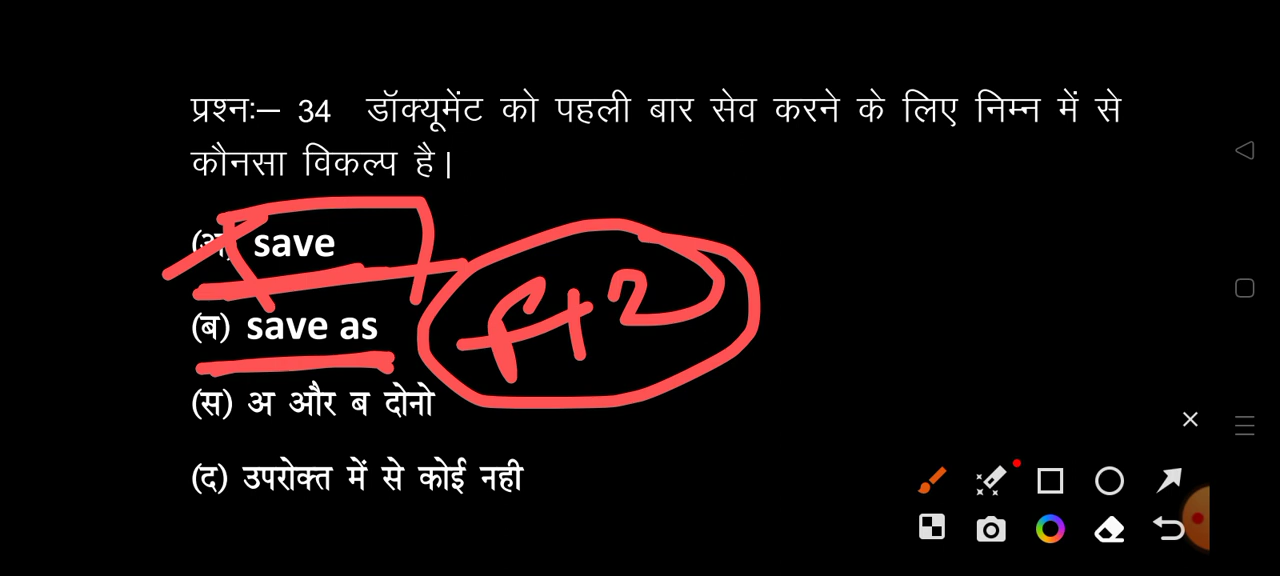 प्रश्नः– 34 डॉक्यूमेंट को पहली बार सेव करने के लिए निम्न में से
कौनसा विकल्प है।
(अ) save
(ब) save as
f12
(स) अ और ब दोनो
(द) उपरोक्त में से कोई नही